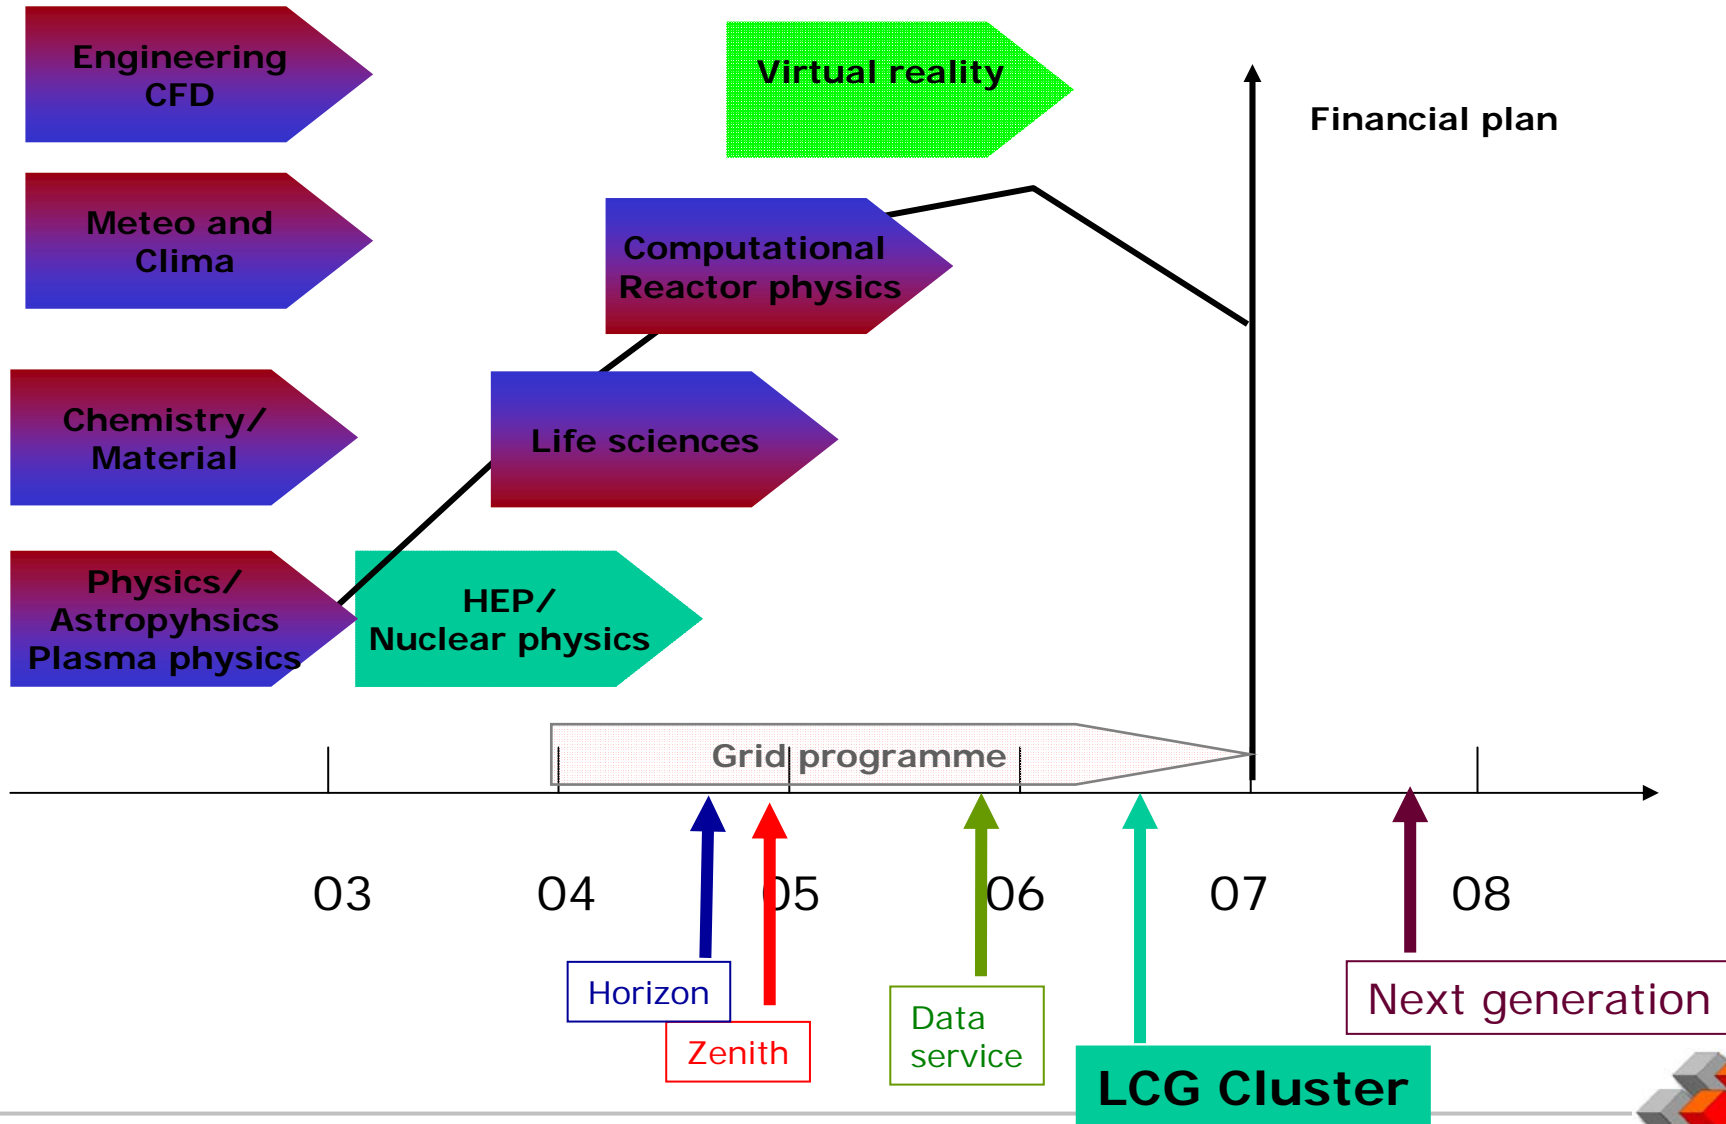 Engineering
CFD
Virtual reality
Financial plan
Meteo and
Clima
Computational
Reactor physics
Chemistry/
Material
Life sciences
Physics/
Astropyhsics
Plasma physics
HEP/
Nuclear physics
Grid programme
03 04 05 06 07 08
Horizon
Zenith
Data
service
LCG Cluster
Next generation